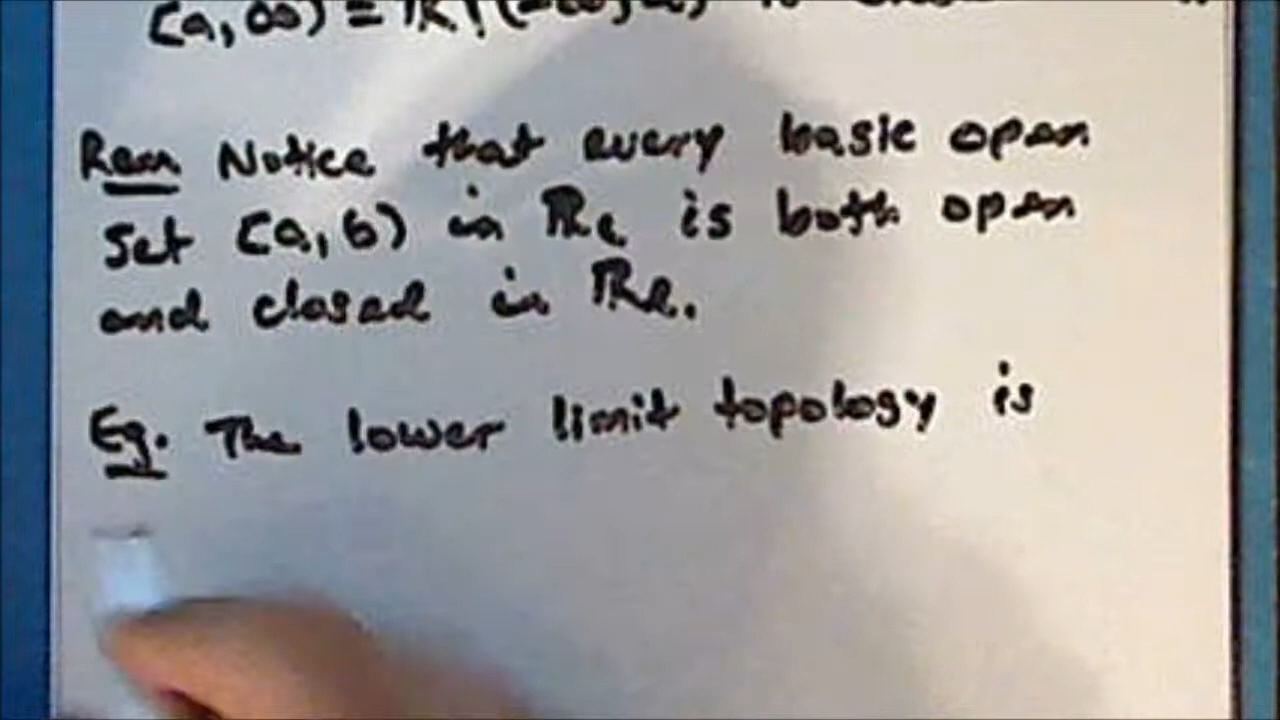 [a, ∞) = ℝ \ (-∞, a)
Rem Notice that every basic open
set [a, b) in ℝℓ is both open
and closed in ℝℓ.
Eg. The lower limit topology is